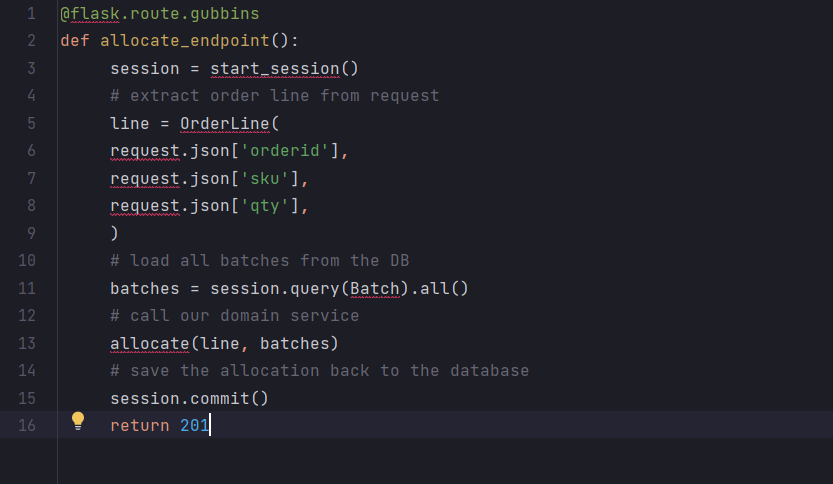 1 @flask.route.gubbins
2 def allocate_endpoint():
3 session = start_session()
4 # extract order line from request
5 line = OrderLine(
6 request.json['orderid'],
7 request.json['sku'],
8 request.json['qty'],
9 )
10 # load all batches from the DB
11 batches = session.query(Batch).all()
12 # call our domain service
13 allocate(line, batches)
14 # save the allocation back to the database
15 session.commit()
16 return 201